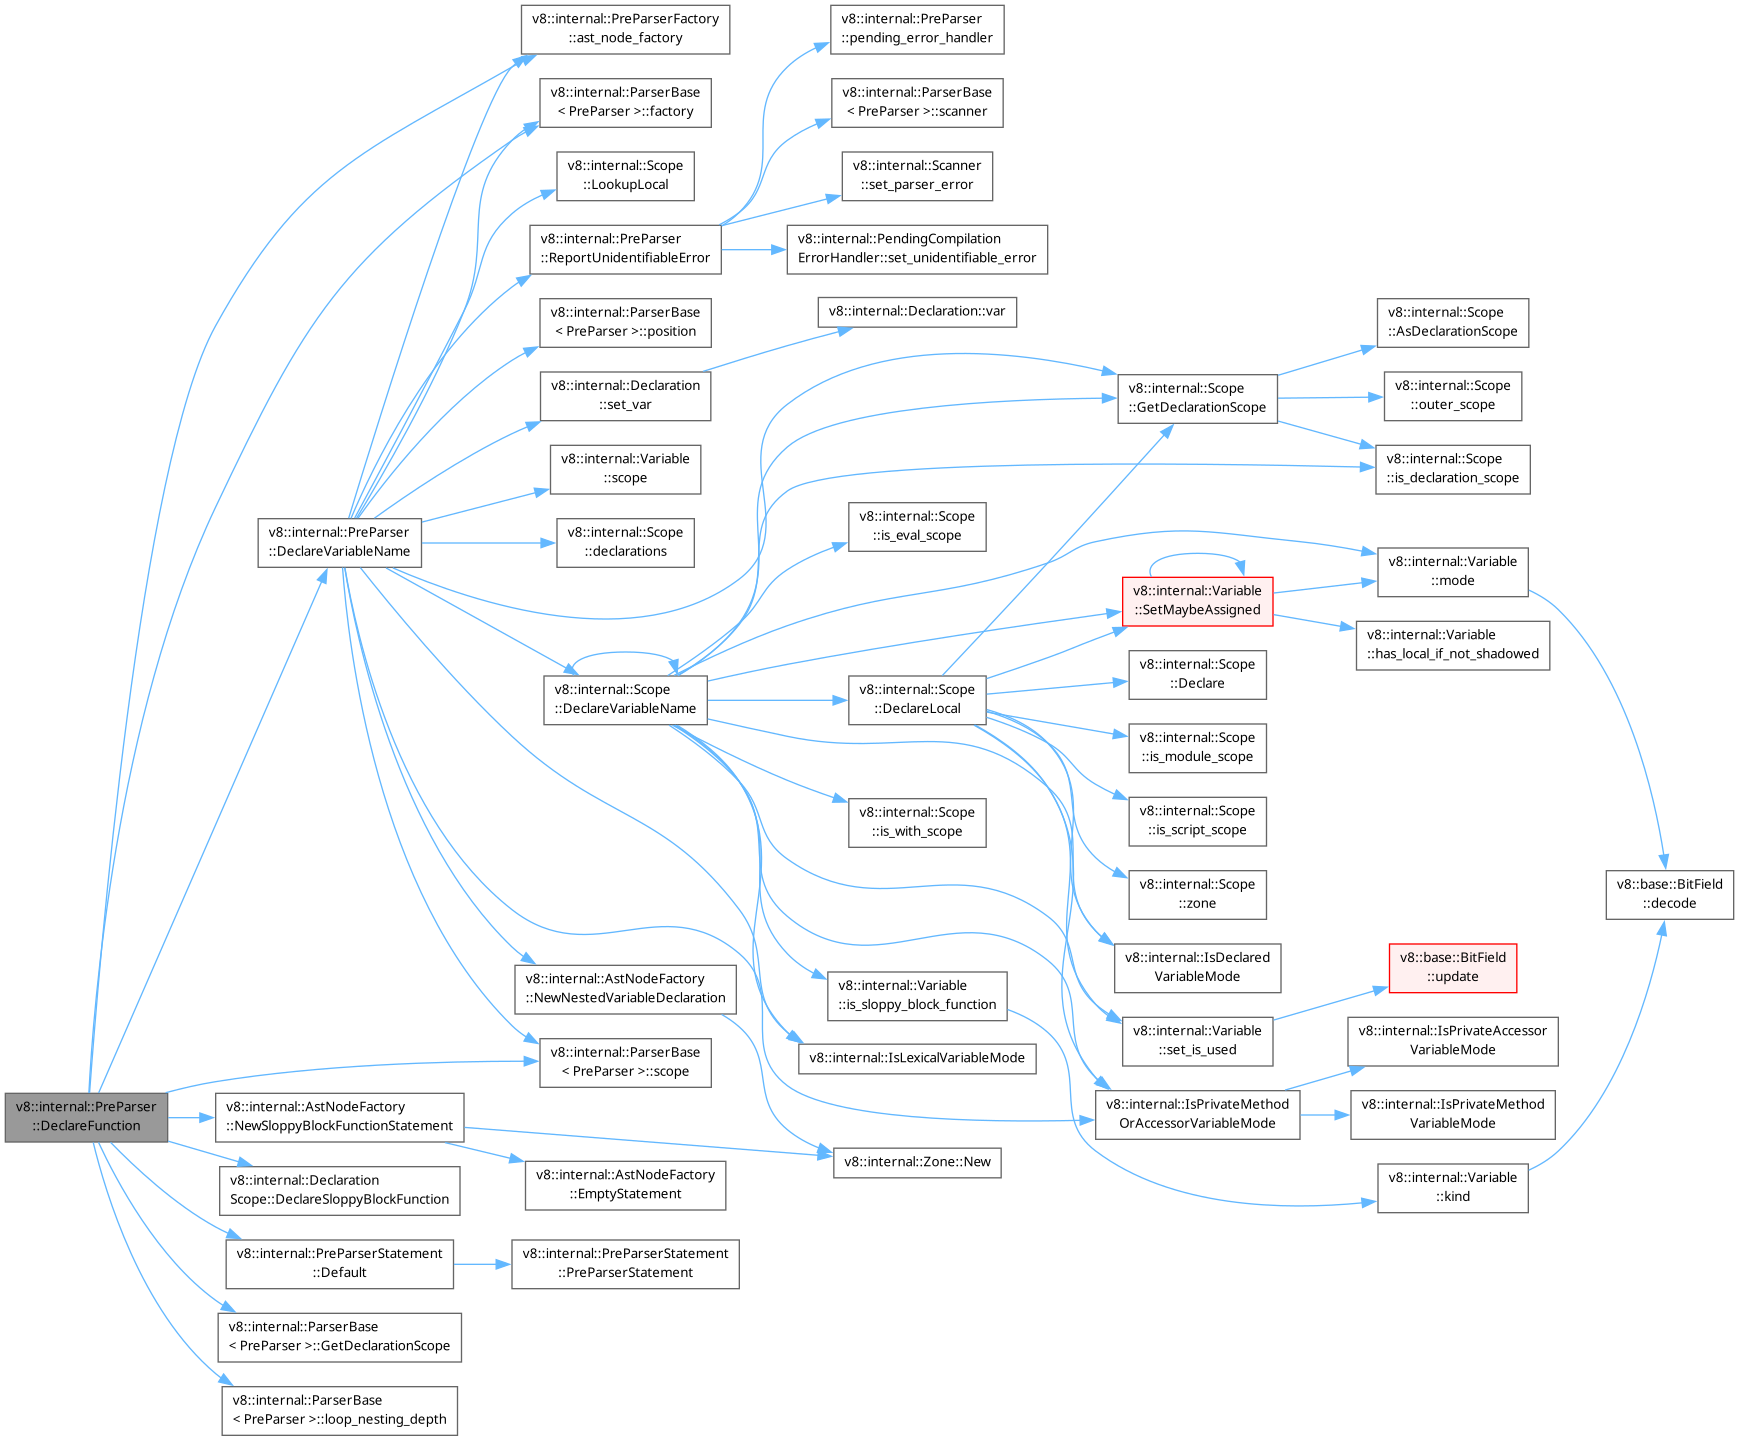 v8::internal::PreParserFactory
::ast_node_factory
v8::internal::PreParser
::pending_error_handler
v8::internal::ParserBase
< PreParser >::factory
v8::internal::ParserBase
< PreParser >::scanner
v8::internal::Scope
::LookupLocal
v8::internal::Scanner
::set_parser_error
v8::internal::PreParser
::ReportUnidentifiableError
v8::internal::PendingCompilation
ErrorHandler::set_unidentifiable_error
v8::internal::ParserBase
< PreParser >::position
v8::internal::Declaration::var
v8::internal::Scope
::AsDeclarationScope
v8::internal::Declaration
::set_var
v8::internal::Scope
::GetDeclarationScope
v8::internal::Scope
::outer_scope
v8::internal::Variable
::scope
v8::internal::Scope
::is_declaration_scope
v8::internal::PreParser
::DeclareVariableName
v8::internal::Scope
::declarations
v8::internal::Scope
::is_eval_scope
v8::internal::Variable
::mode
v8::internal::Variable
::SetMaybeAssigned
v8::internal::Variable
::has_local_if_not_shadowed
v8::internal::Scope
::DeclareVariableName
v8::internal::Scope
::DeclareLocal
v8::internal::Scope
::Declare
v8::internal::Scope
::is_module_scope
v8::internal::Scope
::is_with_scope
v8::internal::Scope
::is_script_scope
v8::internal::Scope
::zone
v8::base::BitField
::decode
v8::internal::IsDeclared
VariableMode
v8::base::BitField
::update
v8::internal::AstNodeFactory
::NewNestedVariableDeclaration
v8::internal::Variable
::is_sloppy_block_function
v8::internal::Variable
::set_is_used
v8::internal::IsPrivateAccessor
VariableMode
v8::internal::ParserBase
< PreParser >::scope
v8::internal::IsLexicalVariableMode
v8::internal::PreParser
::DeclareFunction
v8::internal::AstNodeFactory
::NewSloppyBlockFunctionStatement
v8::internal::IsPrivateMethod
OrAccessorVariableMode
v8::internal::IsPrivateMethod
VariableMode
v8::internal::Zone::New
v8::internal::Declaration
Scope::DeclareSloppyBlockFunction
v8::internal::AstNodeFactory
::EmptyStatement
v8::internal::Variable
::kind
v8::internal::PreParserStatement
::Default
v8::internal::PreParserStatement
::PreParserStatement
v8::internal::ParserBase
< PreParser >::GetDeclarationScope
v8::internal::ParserBase
< PreParser >::loop_nesting_depth